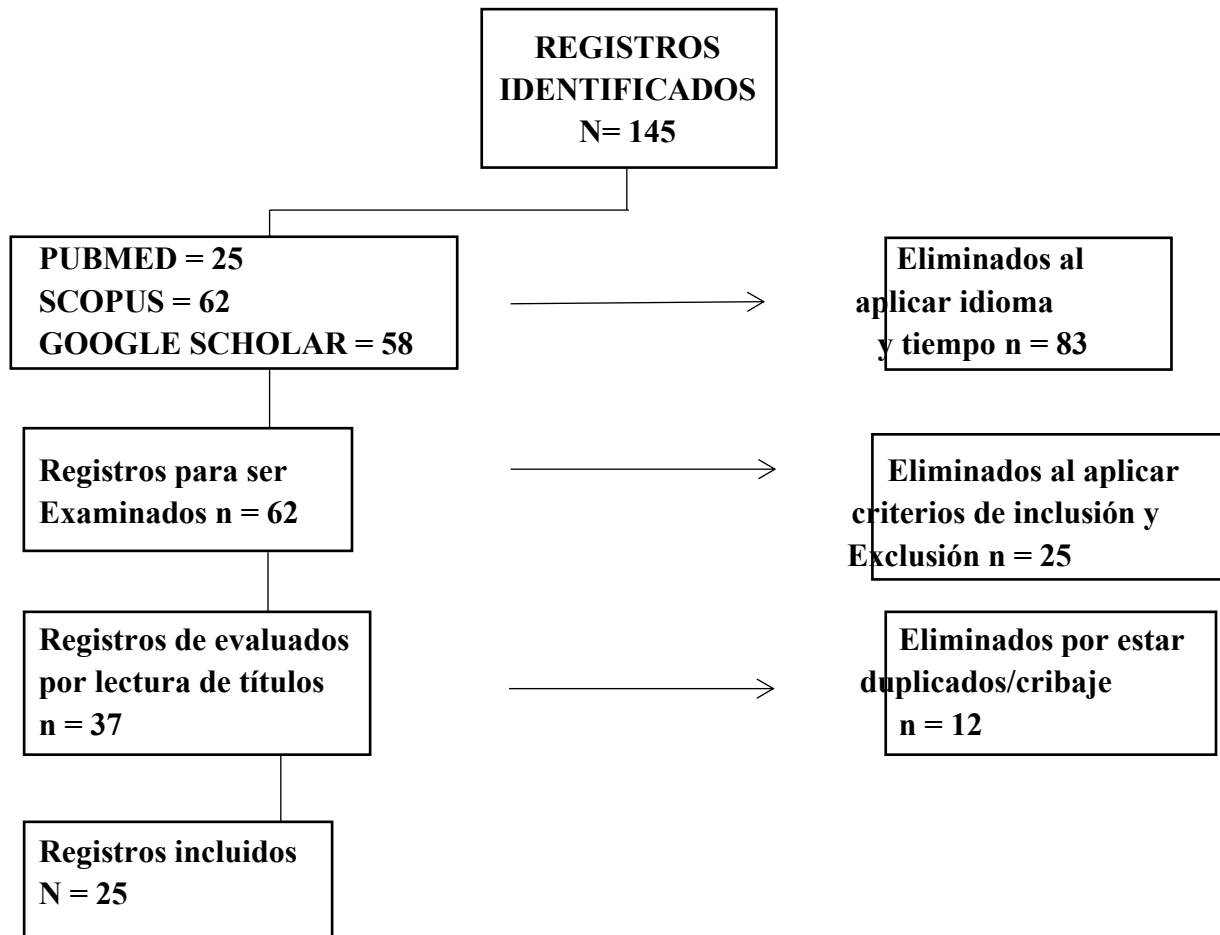 REGISTROS
IDENTIFICADOS
N= 145
PUBMED = 25
SCOPUS = 62
GOOGLE SCHOLAR = 58
Eliminados al
aplicar idioma
y tiempo n = 83
Registros para ser
Examinados n = 62
Eliminados al aplicar
criterios de inclusión y
Exclusión n = 25
Registros de evaluados
por lectura de títulos
n = 37
Eliminados por estar
duplicados/cribaje
n = 12
Registros incluidos
N = 25